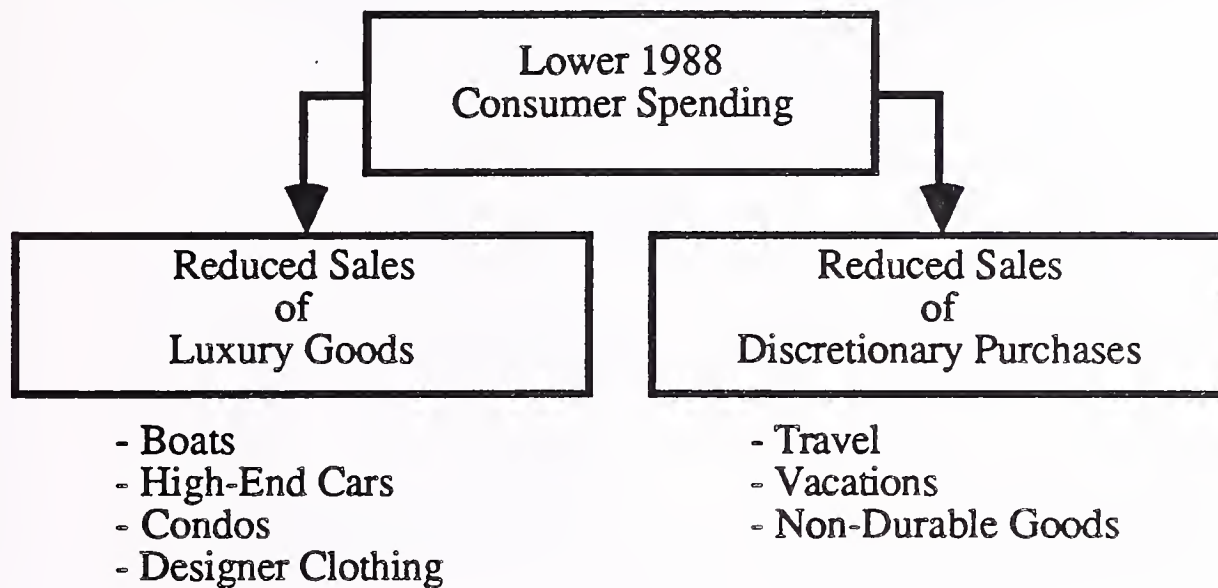 Lower 1988
Consumer Spending
Reduced Sales
of
Luxury Goods
- Boats
- High-End Cars
- Condos
- Designer Clothing
Reduced Sales
of
Discretionary Purchases
- Travel
- Vacations
- Non-Durable Goods